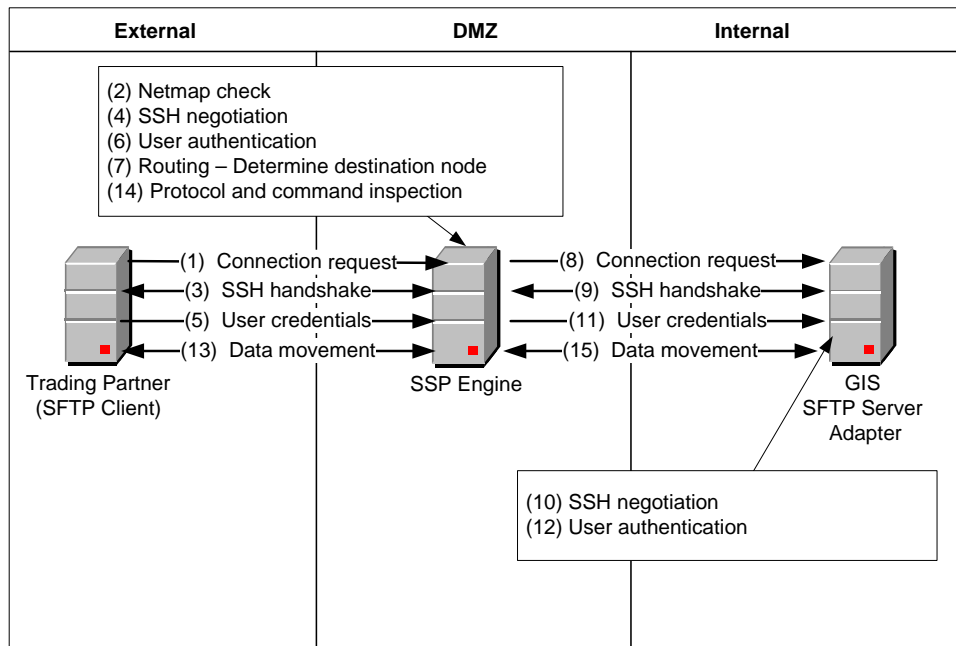 External
DMZ
Internal
(2) Netmap check
(4) SSH negotiation
(6) User authentication
(7) Routing – Determine destination node
(14) Protocol and command inspection
(1) Connection request
(3) SSH handshake
(5) User credentials
(13) Data movement
(8) Connection request
(9) SSH handshake
(11) User credentials
(15) Data movement
Trading Partner
(SFTP Client)
SSP Engine
GIS
SFTP Server
Adapter
(10) SSH negotiation
(12) User authentication